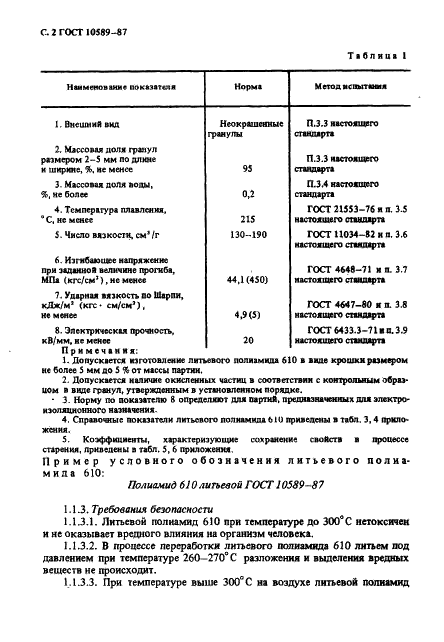 С. 2 ГОСТ 10589–87
Таблица 1
Наименование показателя Норма Метод испытания
1. Внешний вид Неокрашенные П.3.3 настоящего
гранулы стандарта
2. Массовая доля гранул
размером 2–5 мм по длине П.3.3 настоящего
и ширине, %, не менее 95 стандарта
3. Массовая доля воды, П.3.4 настоящего
%, не более 0,2 стандарта
4. Температура плавления, ГОСТ 21553–76 и п. 3.5
°С, не менее 215 настоящего стандарта
5. Число вязкости, см³/г 130–190 ГОСТ 11034–82 и п. 3.6
настоящего стандарта
6. Изгибающее напряжение
при заданной величине прогиба, ГОСТ 4648–71 и п. 3.7
МПа (кгс/см²), не менее 44,1 (450) настоящего стандарта
7. Ударная вязкость по Шарпи,
кДж/м² (кгс · см/см²), ГОСТ 4647–80 и п. 3.8
не менее 4,9(5) настоящего стандарта
8. Электрическая прочность, ГОСТ 6433.3–71 и п. 3.9
кВ/мм, не менее 20 настоящего стандарта
Примечания:
1. Допускается изготовление литьевого полиамида 610 в виде крошки размером
не более 5 мм до 5 % от массы партии.
2. Допускается наличие окисленных частиц в соответствии с контрольным образ-
цом в виде гранул, утвержденным в установленном порядке.
3. Норму по показателю 8 определяют для партий, предназначенных для электро-
изоляционного назначения.
4. Справочные показатели литьевого полиамида 610 приведены в табл. 3, 4 прило-
жения.
5. Коэффициенты, характеризующие сохранение свойств в процессе
старения, приведены в табл. 5, 6 приложения.
Пример условного обозначения литьевого полиа-
мида 610:
Полиамид 610 литьевой ГОСТ 10589–87
1.1.3. Требования безопасности
1.1.3.1. Литьевой полиамид 610 при температуре до 300°С нетоксичен
и не оказывает вредного влияния на организм человека.
1.1.3.2. В процессе переработки литьевого полиамида 610 литьем под
давлением при температуре 260–270°С разложения и выделения вредных
веществ не происходит.
1.1.3.3. При температуре выше 300°С на воздухе литьевой полиамид